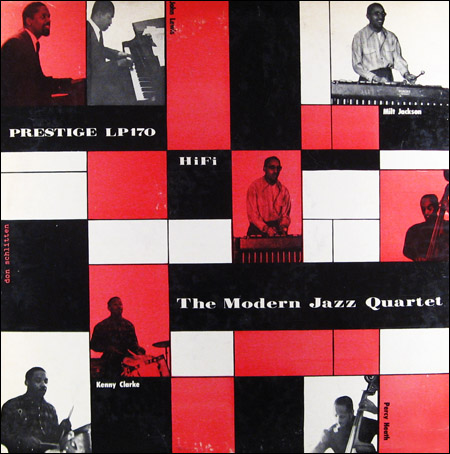 John Lewis
Milt Jackson
PRESTIGE LP170
HiFi
don schlitten
The Modern Jazz Quartet
Kenny Clarke
Percy Heath